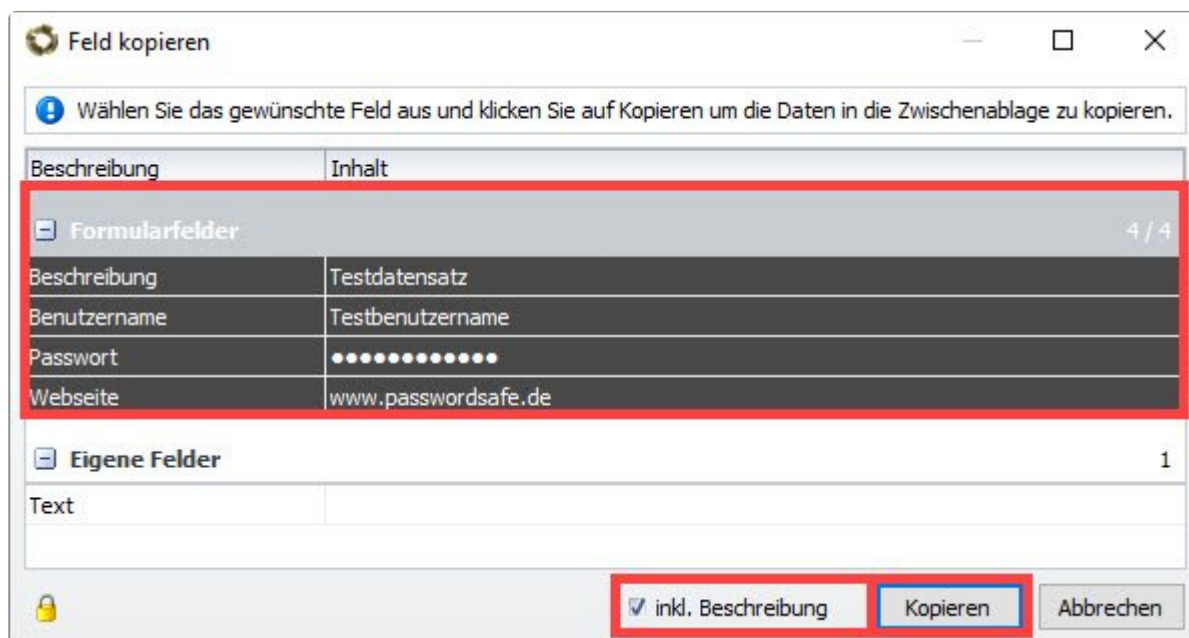 Feld kopieren
Wählen Sie das gewünschte Feld aus und klicken Sie auf Kopieren um die Daten in die Zwischenablage zu kopieren.
Beschreibung Inhalt
Formularfelder 4 / 4
Beschreibung Testdatensatz
Benutzername Testbenutzername
Passwort ●●●●●●●●●●●●
Webseite www.passwordsafe.de
Eigene Felder 1
Text
inkl. Beschreibung Kopieren Abbrechen